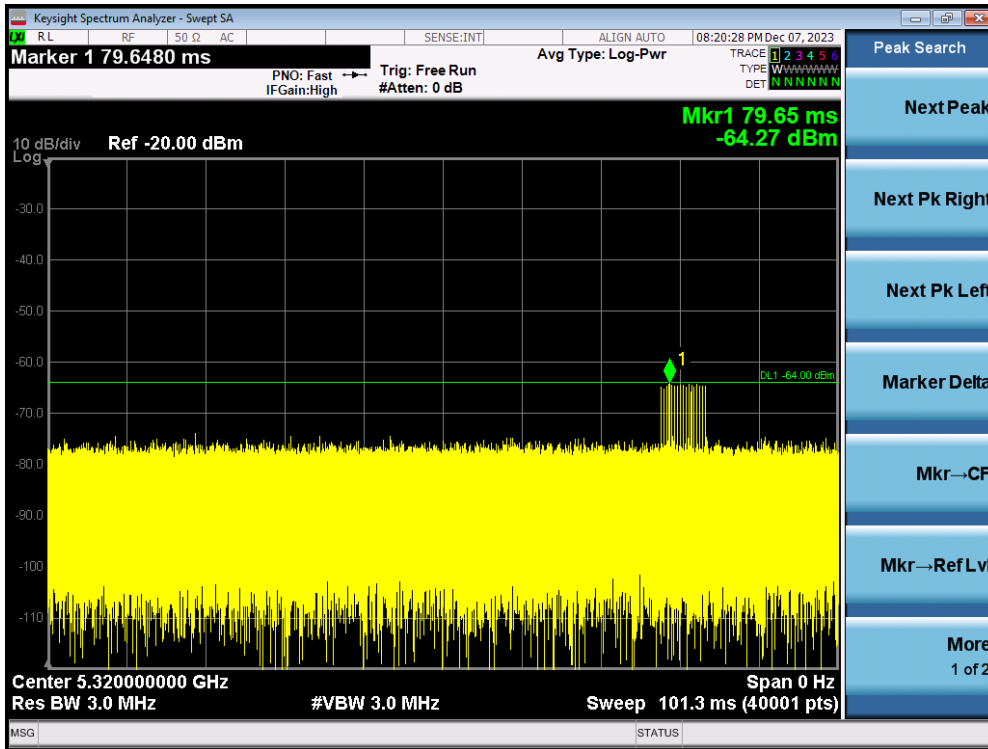 Keysight Spectrum Analyzer - Swept SA
LXI RL RF 50 Ω AC SENSE:INT ALIGN AUTO 08:20:28 PM Dec 07, 2023
Marker 1 79.6480 ms
PNO: Fast Trig: Free Run
IFGain:High #Atten: 0 dB
Avg Type: Log-Pwr
TRACE 1 2 3 4 5 6
TYPE WWWWWW
DET N N N N N N
Mkr1 79.65 ms
-64.27 dBm
10 dB/div Ref -20.00 dBm
Log
-30.0
-40.0
-50.0
-60.0
1
DL1 -64.00 dBm
-70.0
-80.0
-90.0
-100
-110
Center 5.320000000 GHz Span 0 Hz
Res BW 3.0 MHz #VBW 3.0 MHz Sweep 101.3 ms (40001 pts)
MSG STATUS
Peak Search
Next Peak
Next Pk Right
Next Pk Left
Marker Delta
Mkr→CF
Mkr→Ref Lvl
More
1 of 2